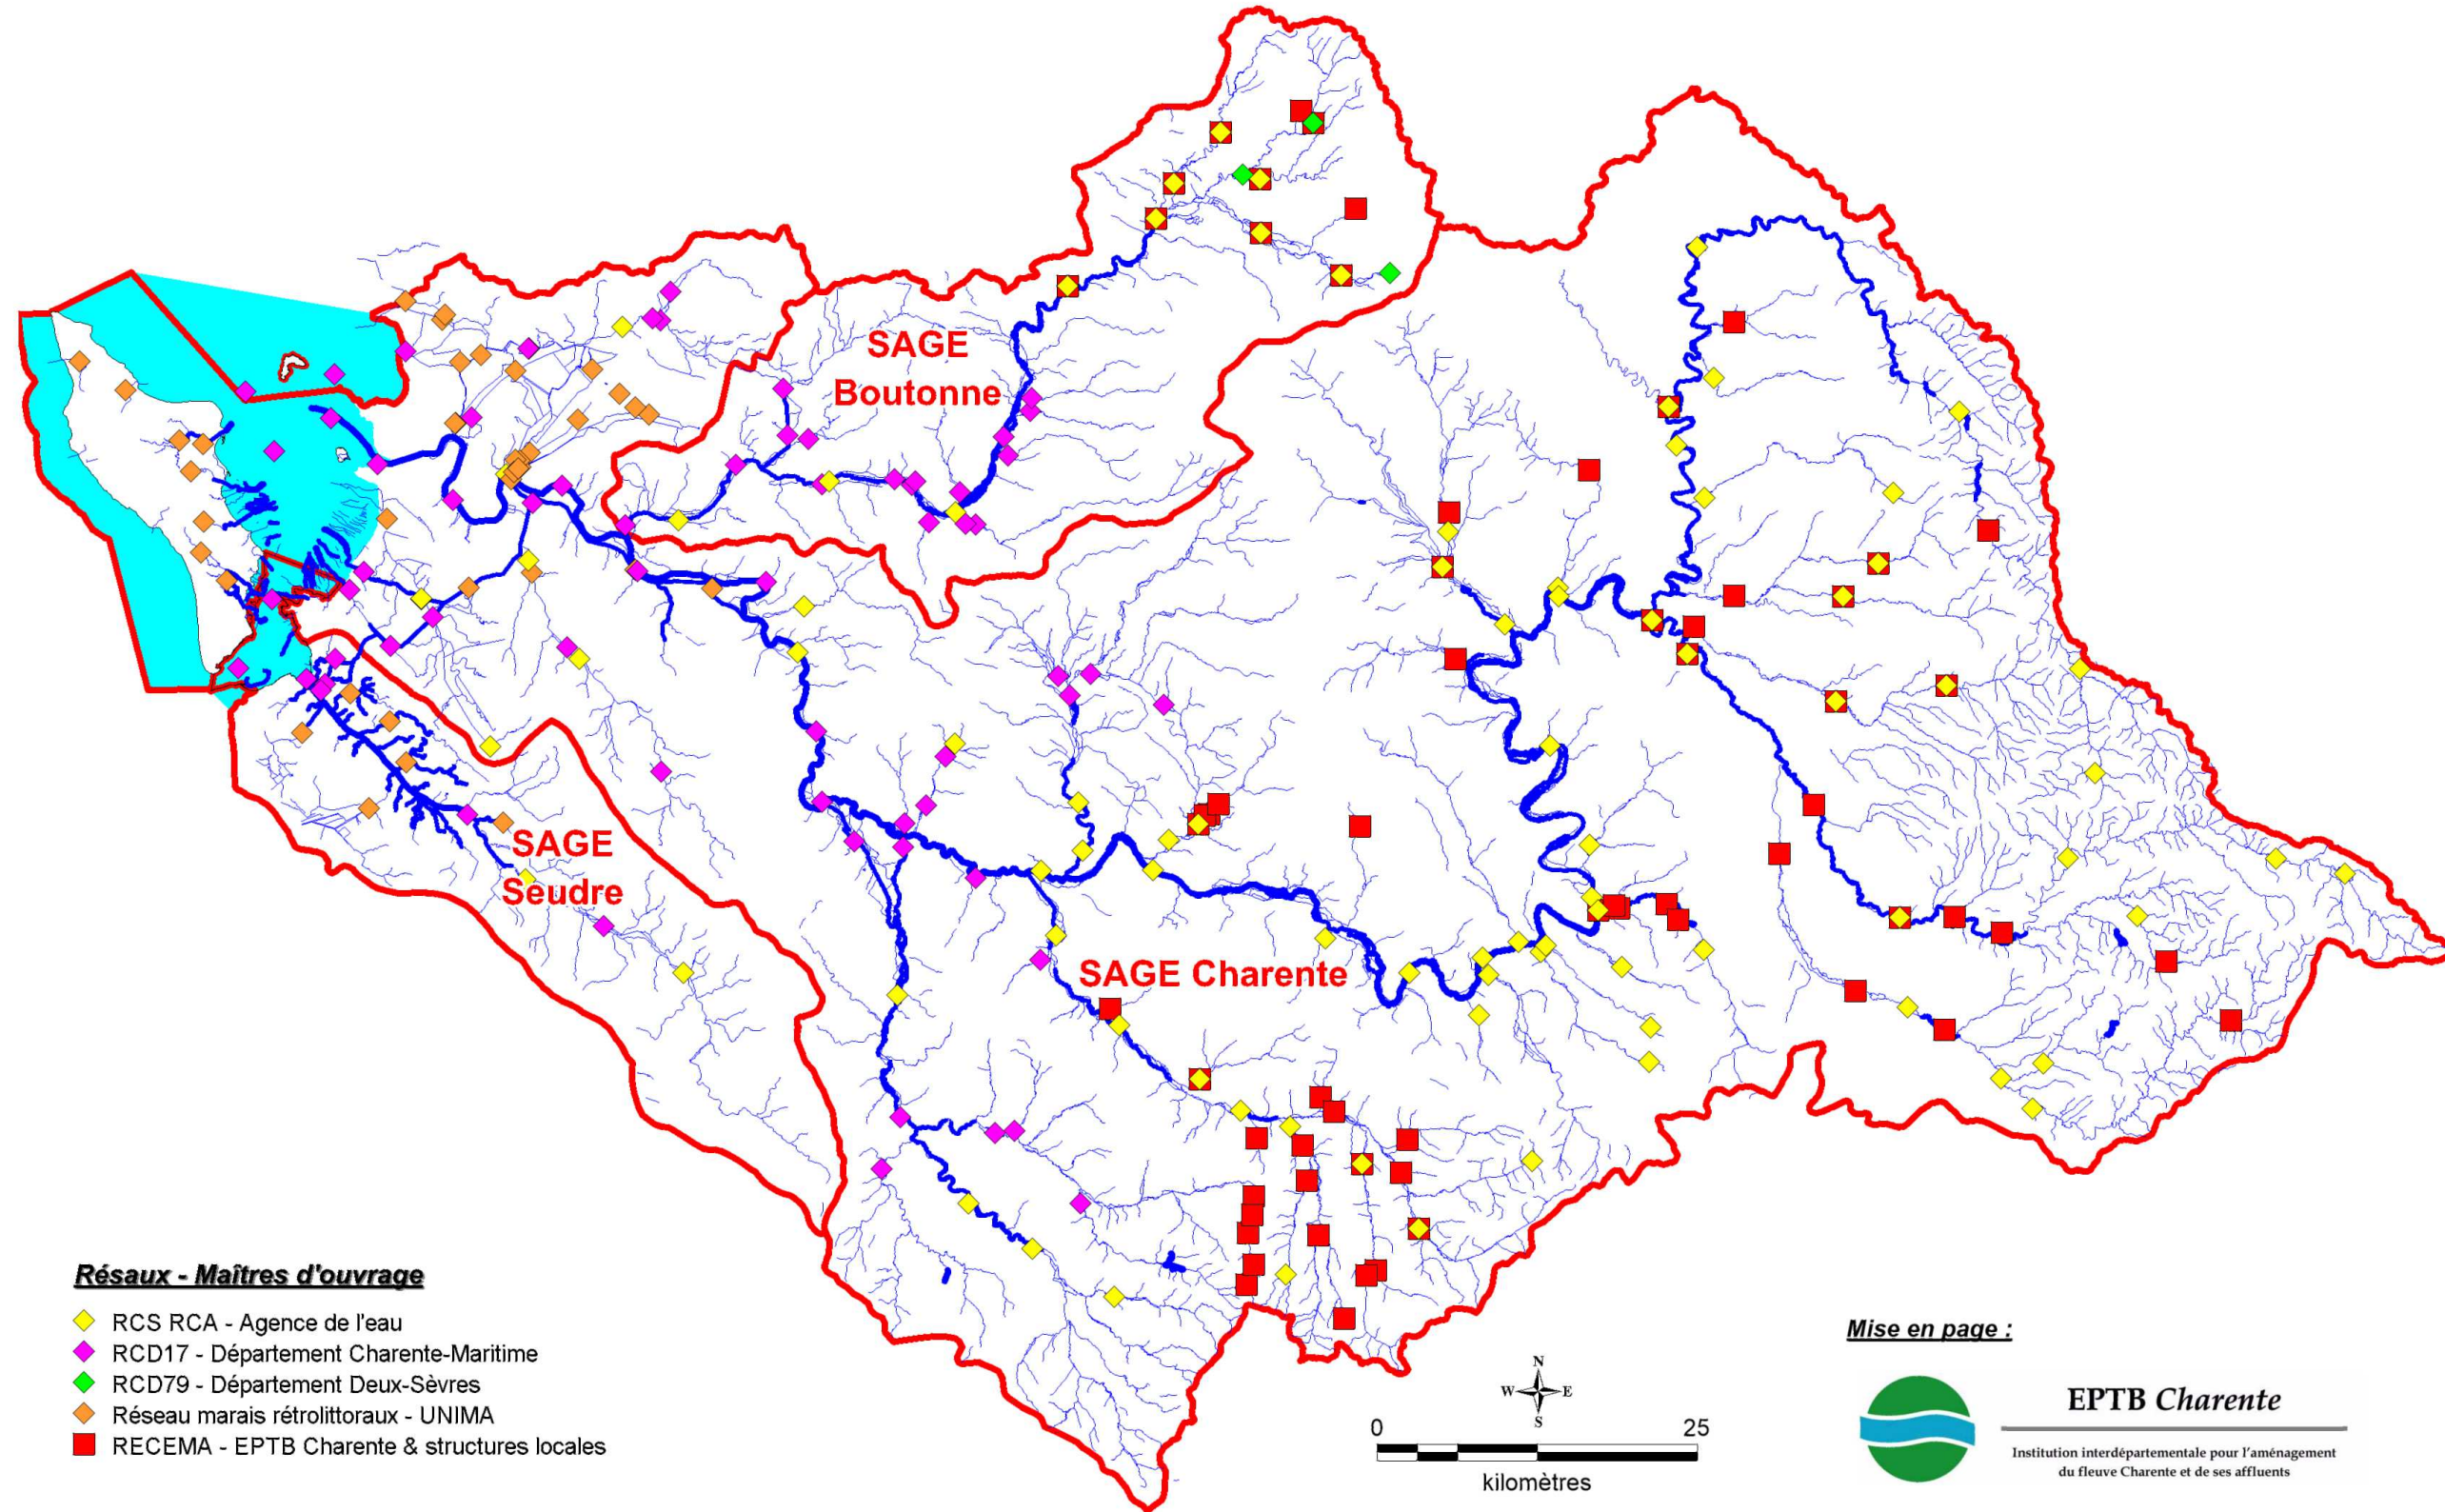 SAGE
Boutonne
SAGE
Seudre
SAGE Charente
Résaux - Maîtres d'ouvrage
RCS RCA - Agence de l'eau
RCD17 - Département Charente-Maritime
RCD79 - Département Deux-Sèvres
Réseau marais rétrolittoraux - UNIMA
RECEMA - EPTB Charente & structures locales
N
W E
S
0 25
kilomètres
Mise en page :
EPTB Charente
Institution interdépartementale pour l'aménagement
du fleuve Charente et de ses affluents